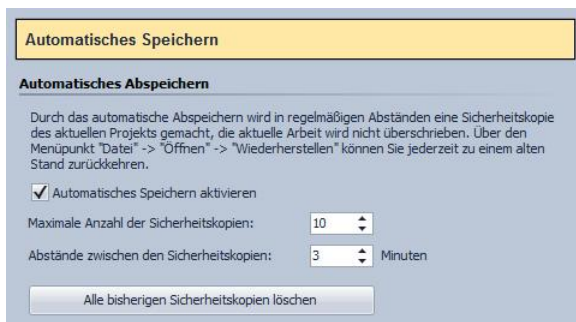 Automatisches Speichern
Automatisches Abspeichern
Durch das automatische Abspeichern wird in regelmäßigen Abständen eine Sicherheitskopie
des aktuellen Projekts gemacht, die aktuelle Arbeit wird nicht überschrieben. Über den
Menüpunkt "Datei" -> "Öffnen" -> "Wiederherstellen" können Sie jederzeit zu einem alten
Stand zurückkehren.
Automatisches Speichern aktivieren
Maximale Anzahl der Sicherheitskopien: 10
Abstände zwischen den Sicherheitskopien: 3 Minuten
Alle bisherigen Sicherheitskopien löschen